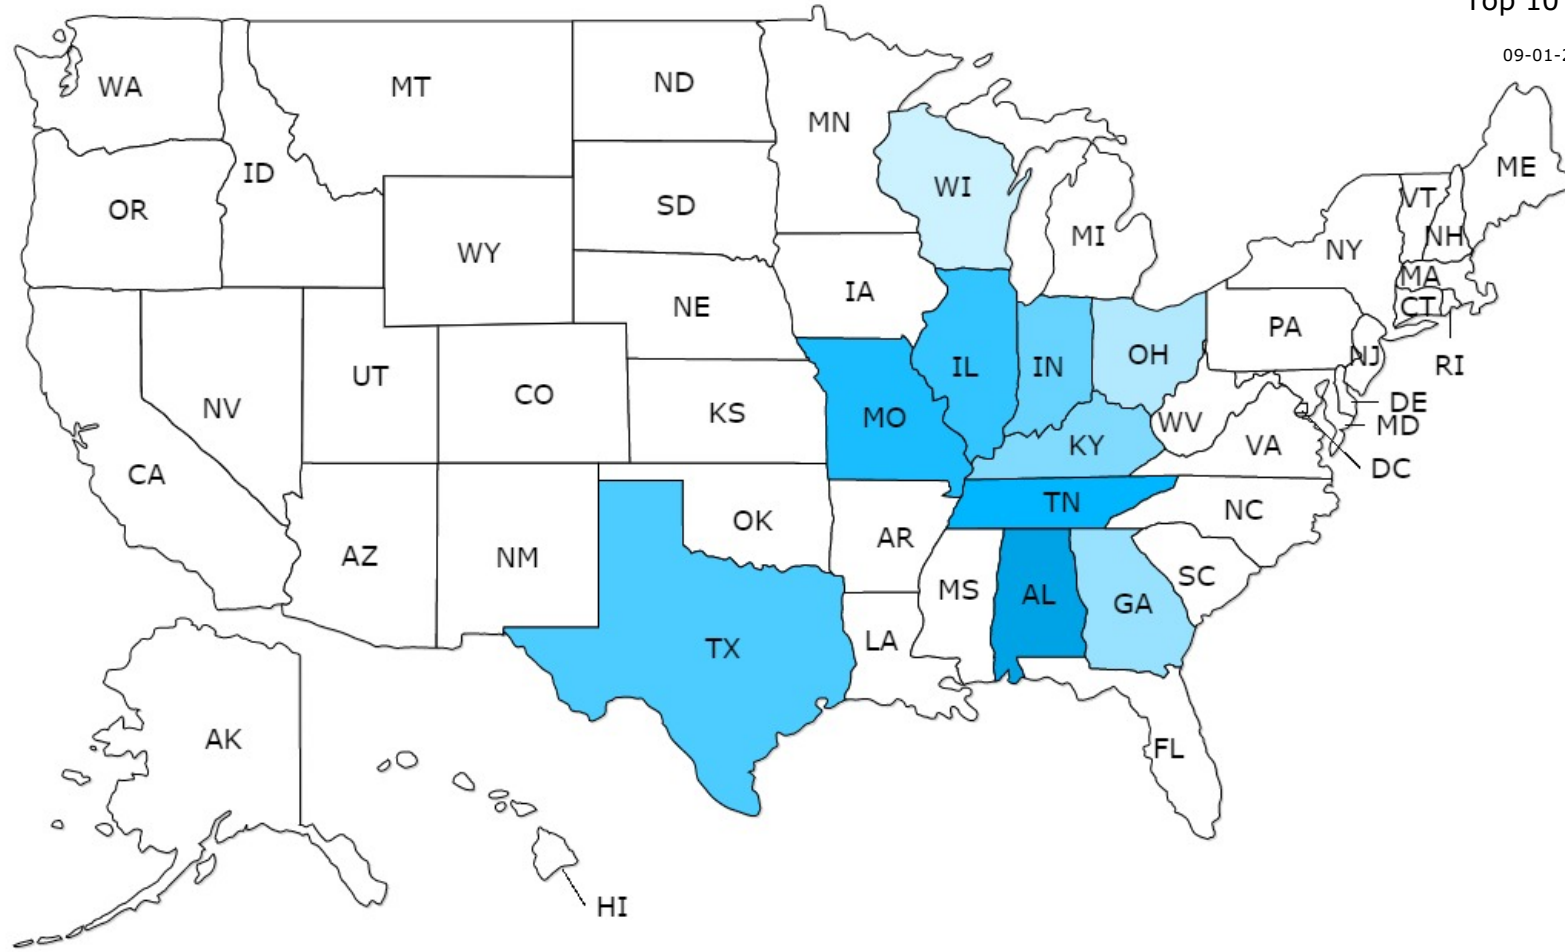 Top 10
09-01-2
WA
MT
ND
MN
ME
ID
OR
SD
WI
VT
WY
MI
NH
NY
MA
NE
IA
CT
PA
OH
NJ
UT
IL
IN
RI
CO
NV
KS
MO
WV
DE
MD
KY
VA
DC
CA
TN
NC
OK
AR
AZ
NM
SC
MS
AL
GA
LA
TX
AK
FL
HI